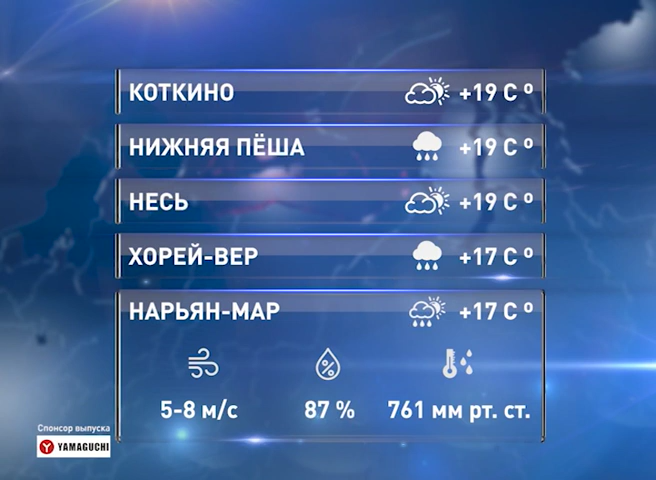 КОТКИНО +19 C º
НИЖНЯЯ ПЁША +19 C º
НЕСЬ +19 C º
ХОРЕЙ-ВЕР +17 C º
НАРЬЯН-МАР +17 C º
%
5-8 м/с 87 % 761 мм рт. ст.
Спонсор выпуска
Y YAMAGUCHI